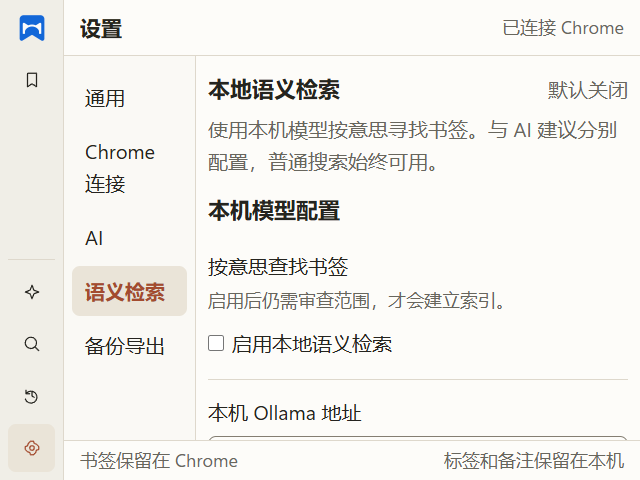 设置
已连接 Chrome
通用
Chrome
连接
AI
语义检索
备份导出
本地语义检索
默认关闭
使用本机模型按意思寻找书签。与 AI 建议分别
配置，普通搜索始终可用。
本机模型配置
按意思查找书签
启用后仍需审查范围，才会建立索引。
启用本地语义检索
本机 Ollama 地址
书签保留在 Chrome
标签和备注保留在本机